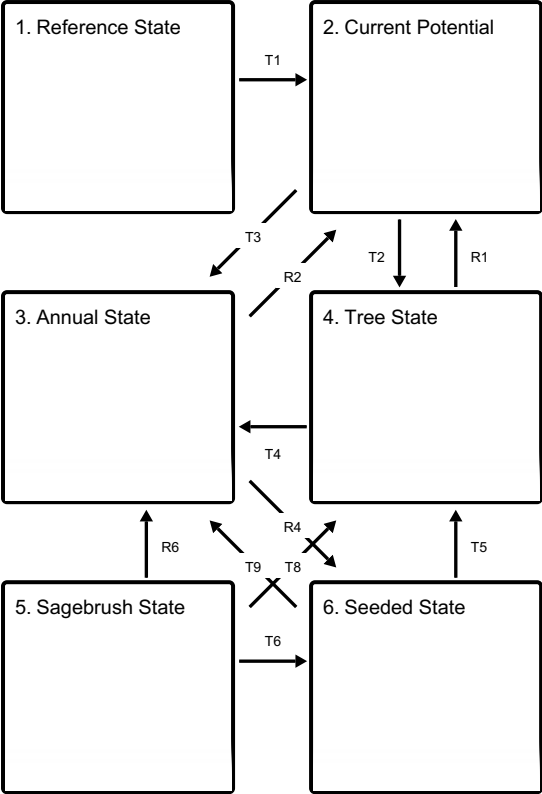 1. Reference State
2. Current Potential
T1
T3
R2
T2
R1
3. Annual State
4. Tree State
T4
R4
R6
T9
T8
T5
5. Sagebrush State
6. Seeded State
T6